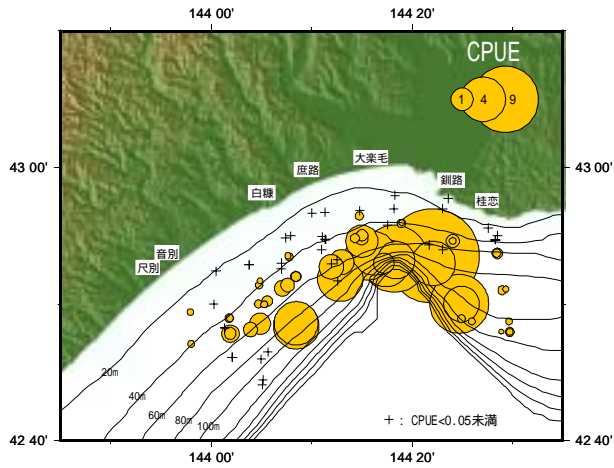 144 00'
144 20'
CPUE
1 4 9
43 00'
43 00'
大楽毛
庶路
釧路
白糠
桂恋
音別
尺別
20m
40m
60m
80m
100m
+ : CPUE<0.05未満
42 40'
42 40'
144 00'
144 20'